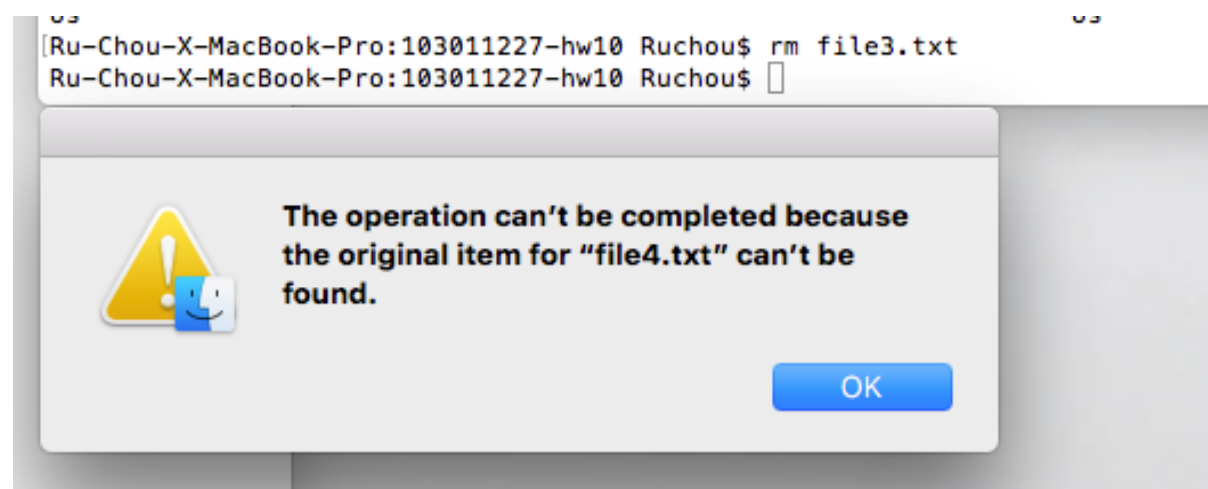 [Ru-Chou-X-MacBook-Pro:103011227-hw10 Ruchou$ rm file3.txt
Ru-Chou-X-MacBook-Pro:103011227-hw10 Ruchou$
The operation can’t be completed because
the original item for “file4.txt” can’t be
found.
OK